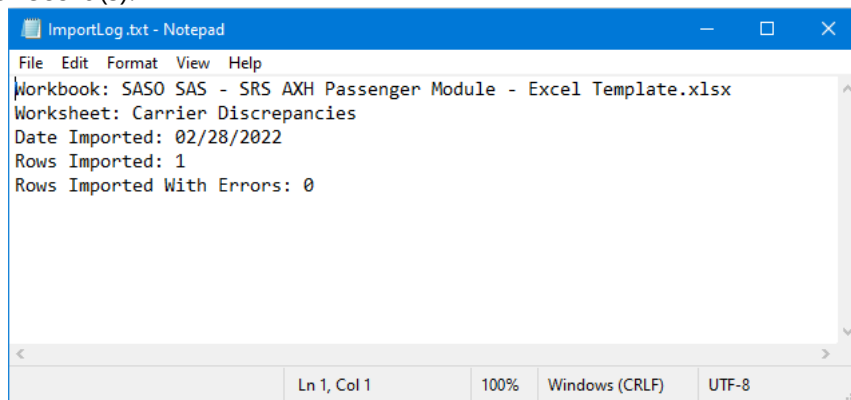 ImportLog.txt - Notepad
File Edit Format View Help
Workbook: SASO SAS - SRS AXH Passenger Module - Excel Template.xlsx
Worksheet: Carrier Discrepancies
Date Imported: 02/28/2022
Rows Imported: 1
Rows Imported With Errors: 0
Ln 1, Col 1 100% Windows (CRLF) UTF-8